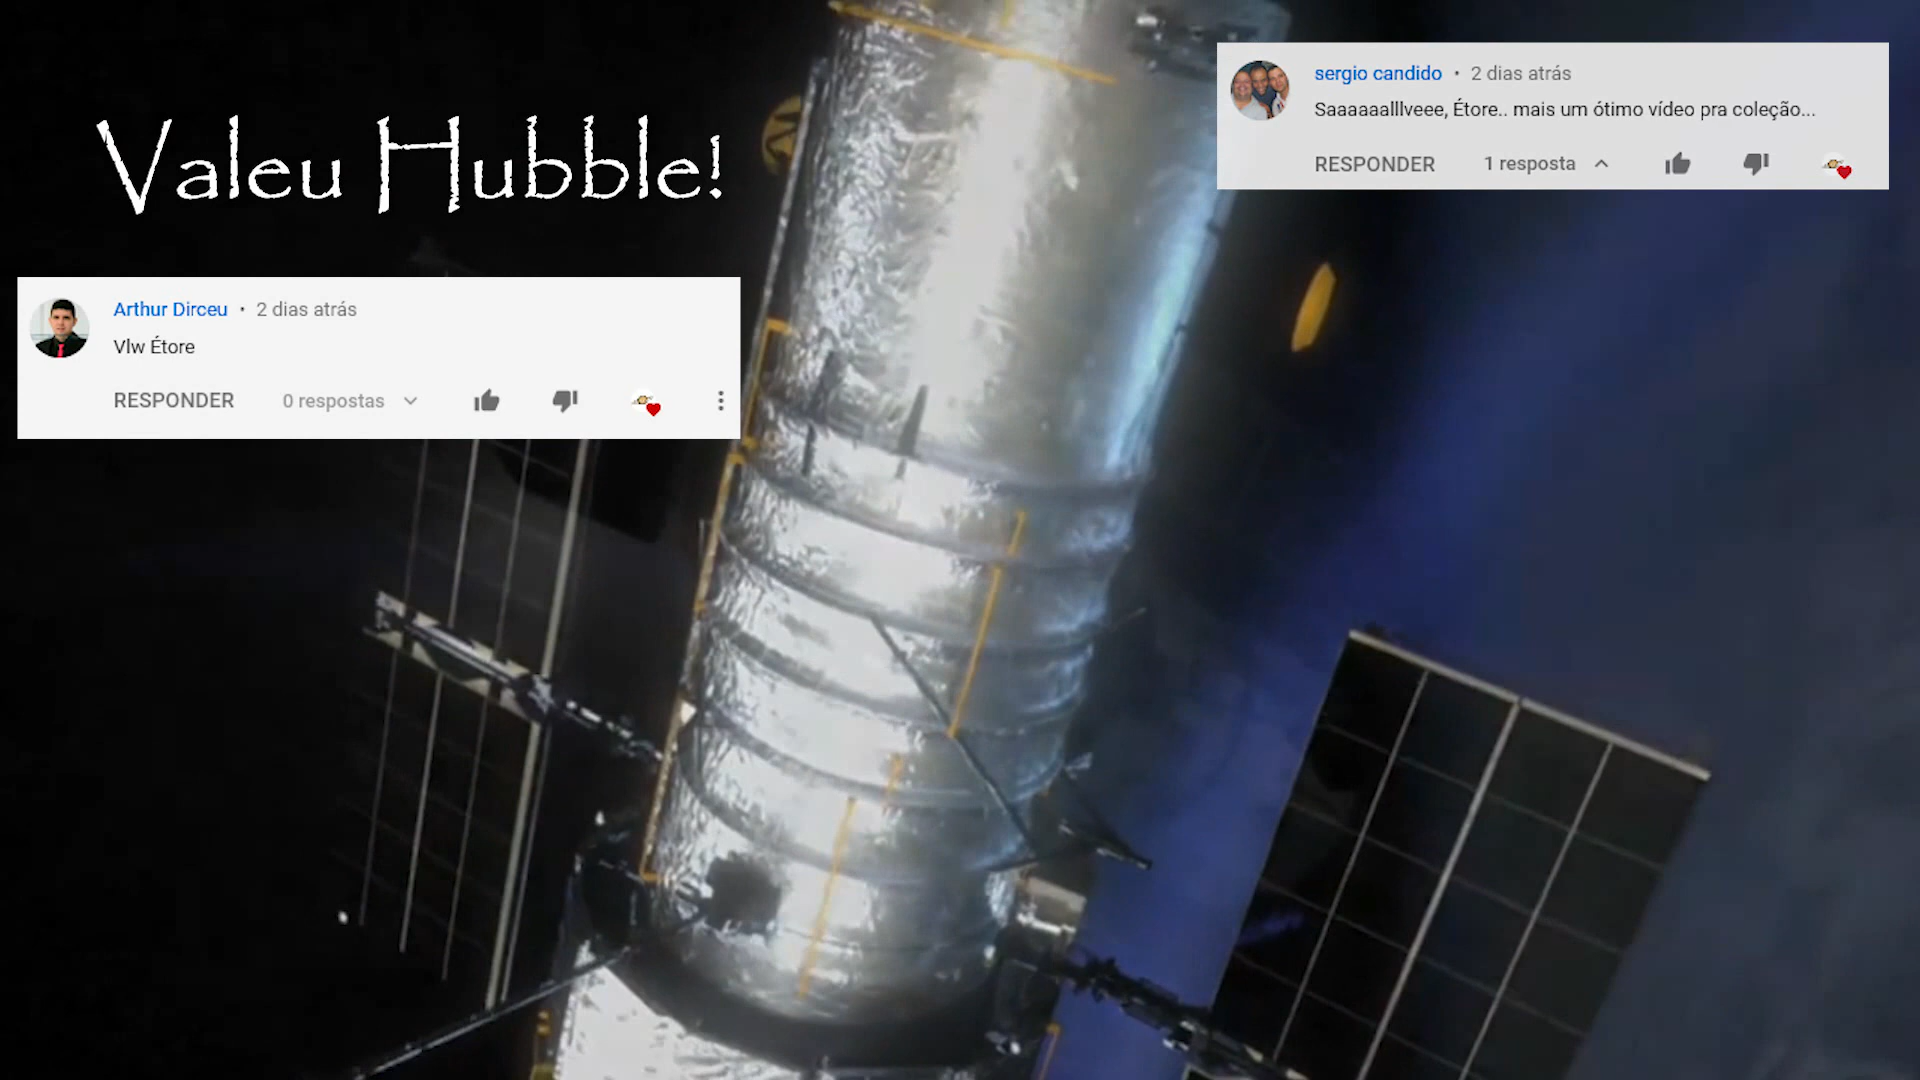 Valeu Hubble!
sergio candido • 2 dias atrás
Saaaaaalllveee, Étore.. mais um ótimo vídeo pra coleção...
RESPONDER 1 resposta
Arthur Dirceu • 2 dias atrás
Vlw Étore
RESPONDER 0 respostas